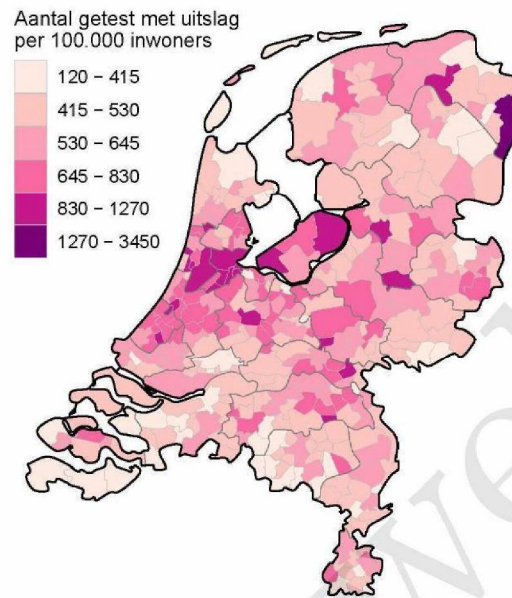 Aantal getest met uitslag
per 100.000 inwoners
120 – 415
415 – 530
530 – 645
645 – 830
830 – 1270
1270 – 3450